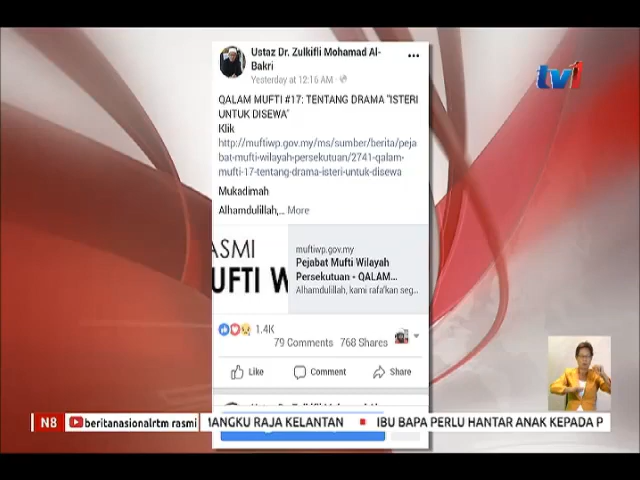 Ustaz Dr. Zulkifli Mohamad Al-
Bakri
Yesterday at 12:16 AM
tv1
QALAM MUFTI #17: TENTANG DRAMA "ISTERI
UNTUK DISEWA"
Klik
http://muftiwp.gov.my/ms/sumber/berita/peja
bat-mufti-wilayah-persekutuan/2741-qalam-
mufti-17-tentang-drama-isteri-untuk-disewa
Mukadimah
Alhamdulillah,... More
ASMI
UFTI W
muftiwp.gov.my
Pejabat Mufti Wilayah
Persekutuan - QALAM...
Alhamdulillah, kami rafa'kan seg...
1.4K
79 Comments 768 Shares
Like Comment Share
N8 beritanasionalrtm rasmi MANGKU RAJA KELANTAN IBU BAPA PERLU HANTAR ANAK KEPADA P